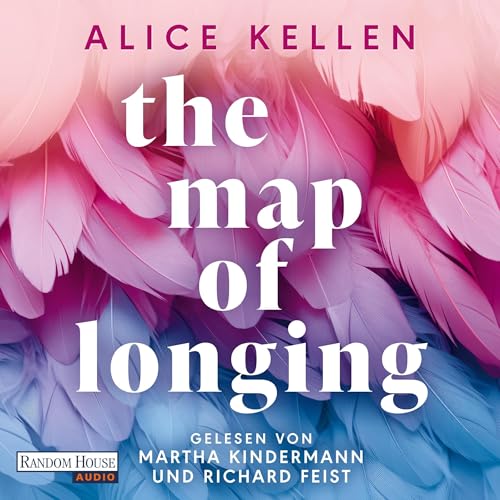 ALICE KELLEN
the
map
of
longing
GELESEN VON
MARTHA KINDERMANN
UND RICHARD FEIST
RANDOM HOUSE
AUDIO